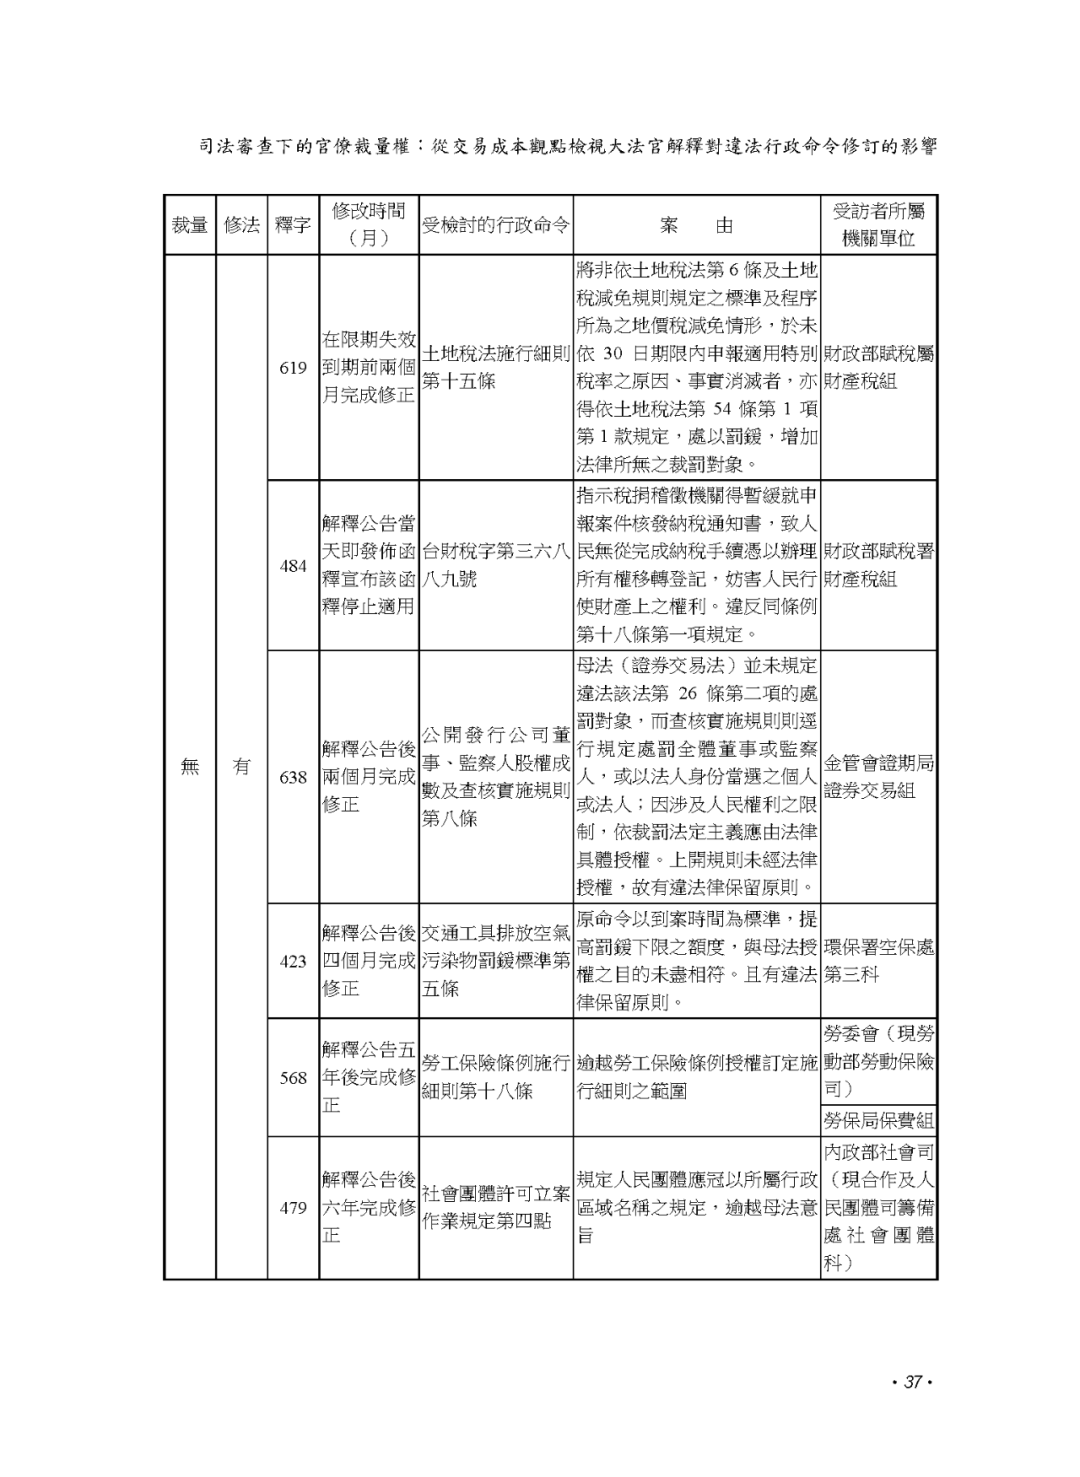 司法審查下的官僚裁量權：從交易成本觀點檢視大法官解釋對違法行政命令修訂的影響
裁量
修法
釋字
修改時間
（月）
受檢討的行政命令
案　　由
受訪者所屬
機關單位
無
有
619
在限期失效
到期前兩個
月完成修正
土地稅法施行細則
第十五條
將非依土地稅法第 6 條及土地
稅減免規則規定之標準及程序
所為之地價稅減免情形，於未
依 30 日期限內申報適用特別
稅率之原因、事實消滅者，亦
得依土地稅法第 54 條第 1 項
第 1 款規定，處以罰鍰，增加
法律所無之裁罰對象。
財政部賦稅屬
財產稅組
484
解釋公告當
天即發佈函
釋宣布該函
釋停止適用
台財稅字第三六八
八九號
指示稅捐稽徵機關得暫緩就申
報案件核發納稅通知書，致人
民無從完成納稅手續憑以辦理
所有權移轉登記，妨害人民行
使財產上之權利。違反同條例
第十八條第一項規定。
財政部賦稅署
財產稅組
638
解釋公告後
兩個月完成
修正
公開發行公司董
事、監察人股權成
數及查核實施規則
第八條
母法（證券交易法）並未規定
違法該法第 26 條第二項的處
罰對象，而查核實施規則則逕
行規定處罰全體董事或監察
人，或以法人身份當選之個人
或法人；因涉及人民權利之限
制，依裁罰法定主義應由法律
具體授權。上開規則未經法律
授權，故有違法律保留原則。
金管會證期局
證券交易組
423
解釋公告後
四個月完成
修正
交通工具排放空氣
污染物罰鍰標準第
五條
原命令以到案時間為標準，提
高罰鍰下限之額度，與母法授
權之目的未盡相符。且有違法
律保留原則。
環保署空保處
第三科
568
解釋公告五
年後完成修
正
勞工保險條例施行
細則第十八條
逾越勞工保險條例授權訂定施
行細則之範圍
勞委會（現勞
動部勞動保險
司）
勞保局保費組
479
解釋公告後
六年完成修
正
社會團體許可立案
作業規定第四點
規定人民團體應冠以所屬行政
區域名稱之規定，逾越母法意
旨
內政部社會司
（現合作及人
民團體司籌備
處社會團體
科）
• 37 •